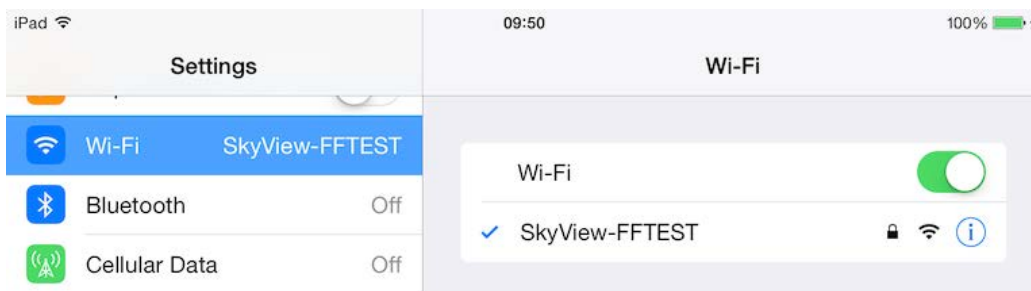 iPad 09:50 100%
Settings
Wi-Fi
Wi-Fi SkyView-FFTEST
Bluetooth Off
Cellular Data Off
Wi-Fi
SkyView-FFTEST